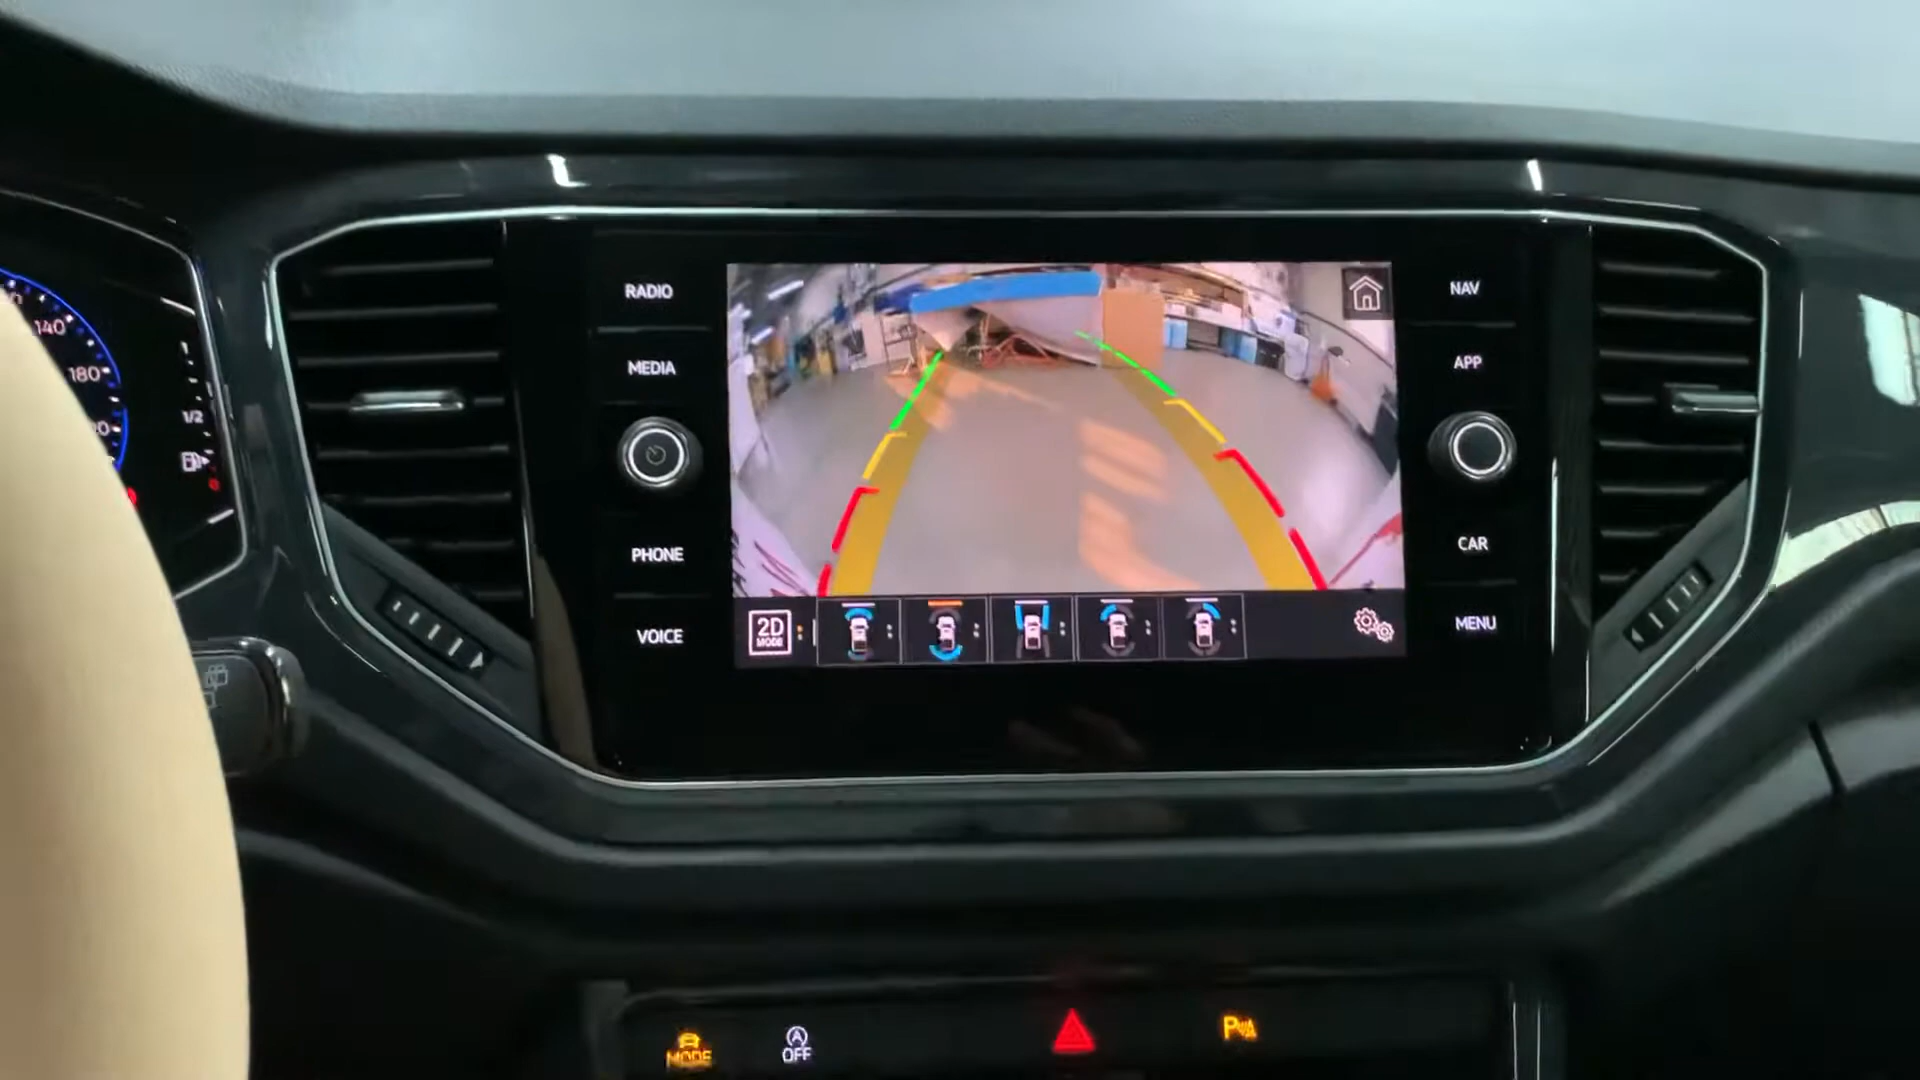 140
180
1/2
RADIO
MEDIA
PHONE
VOICE
NAV
APP
CAR
MENU
2D
MODE
MODE
A
OFF
P